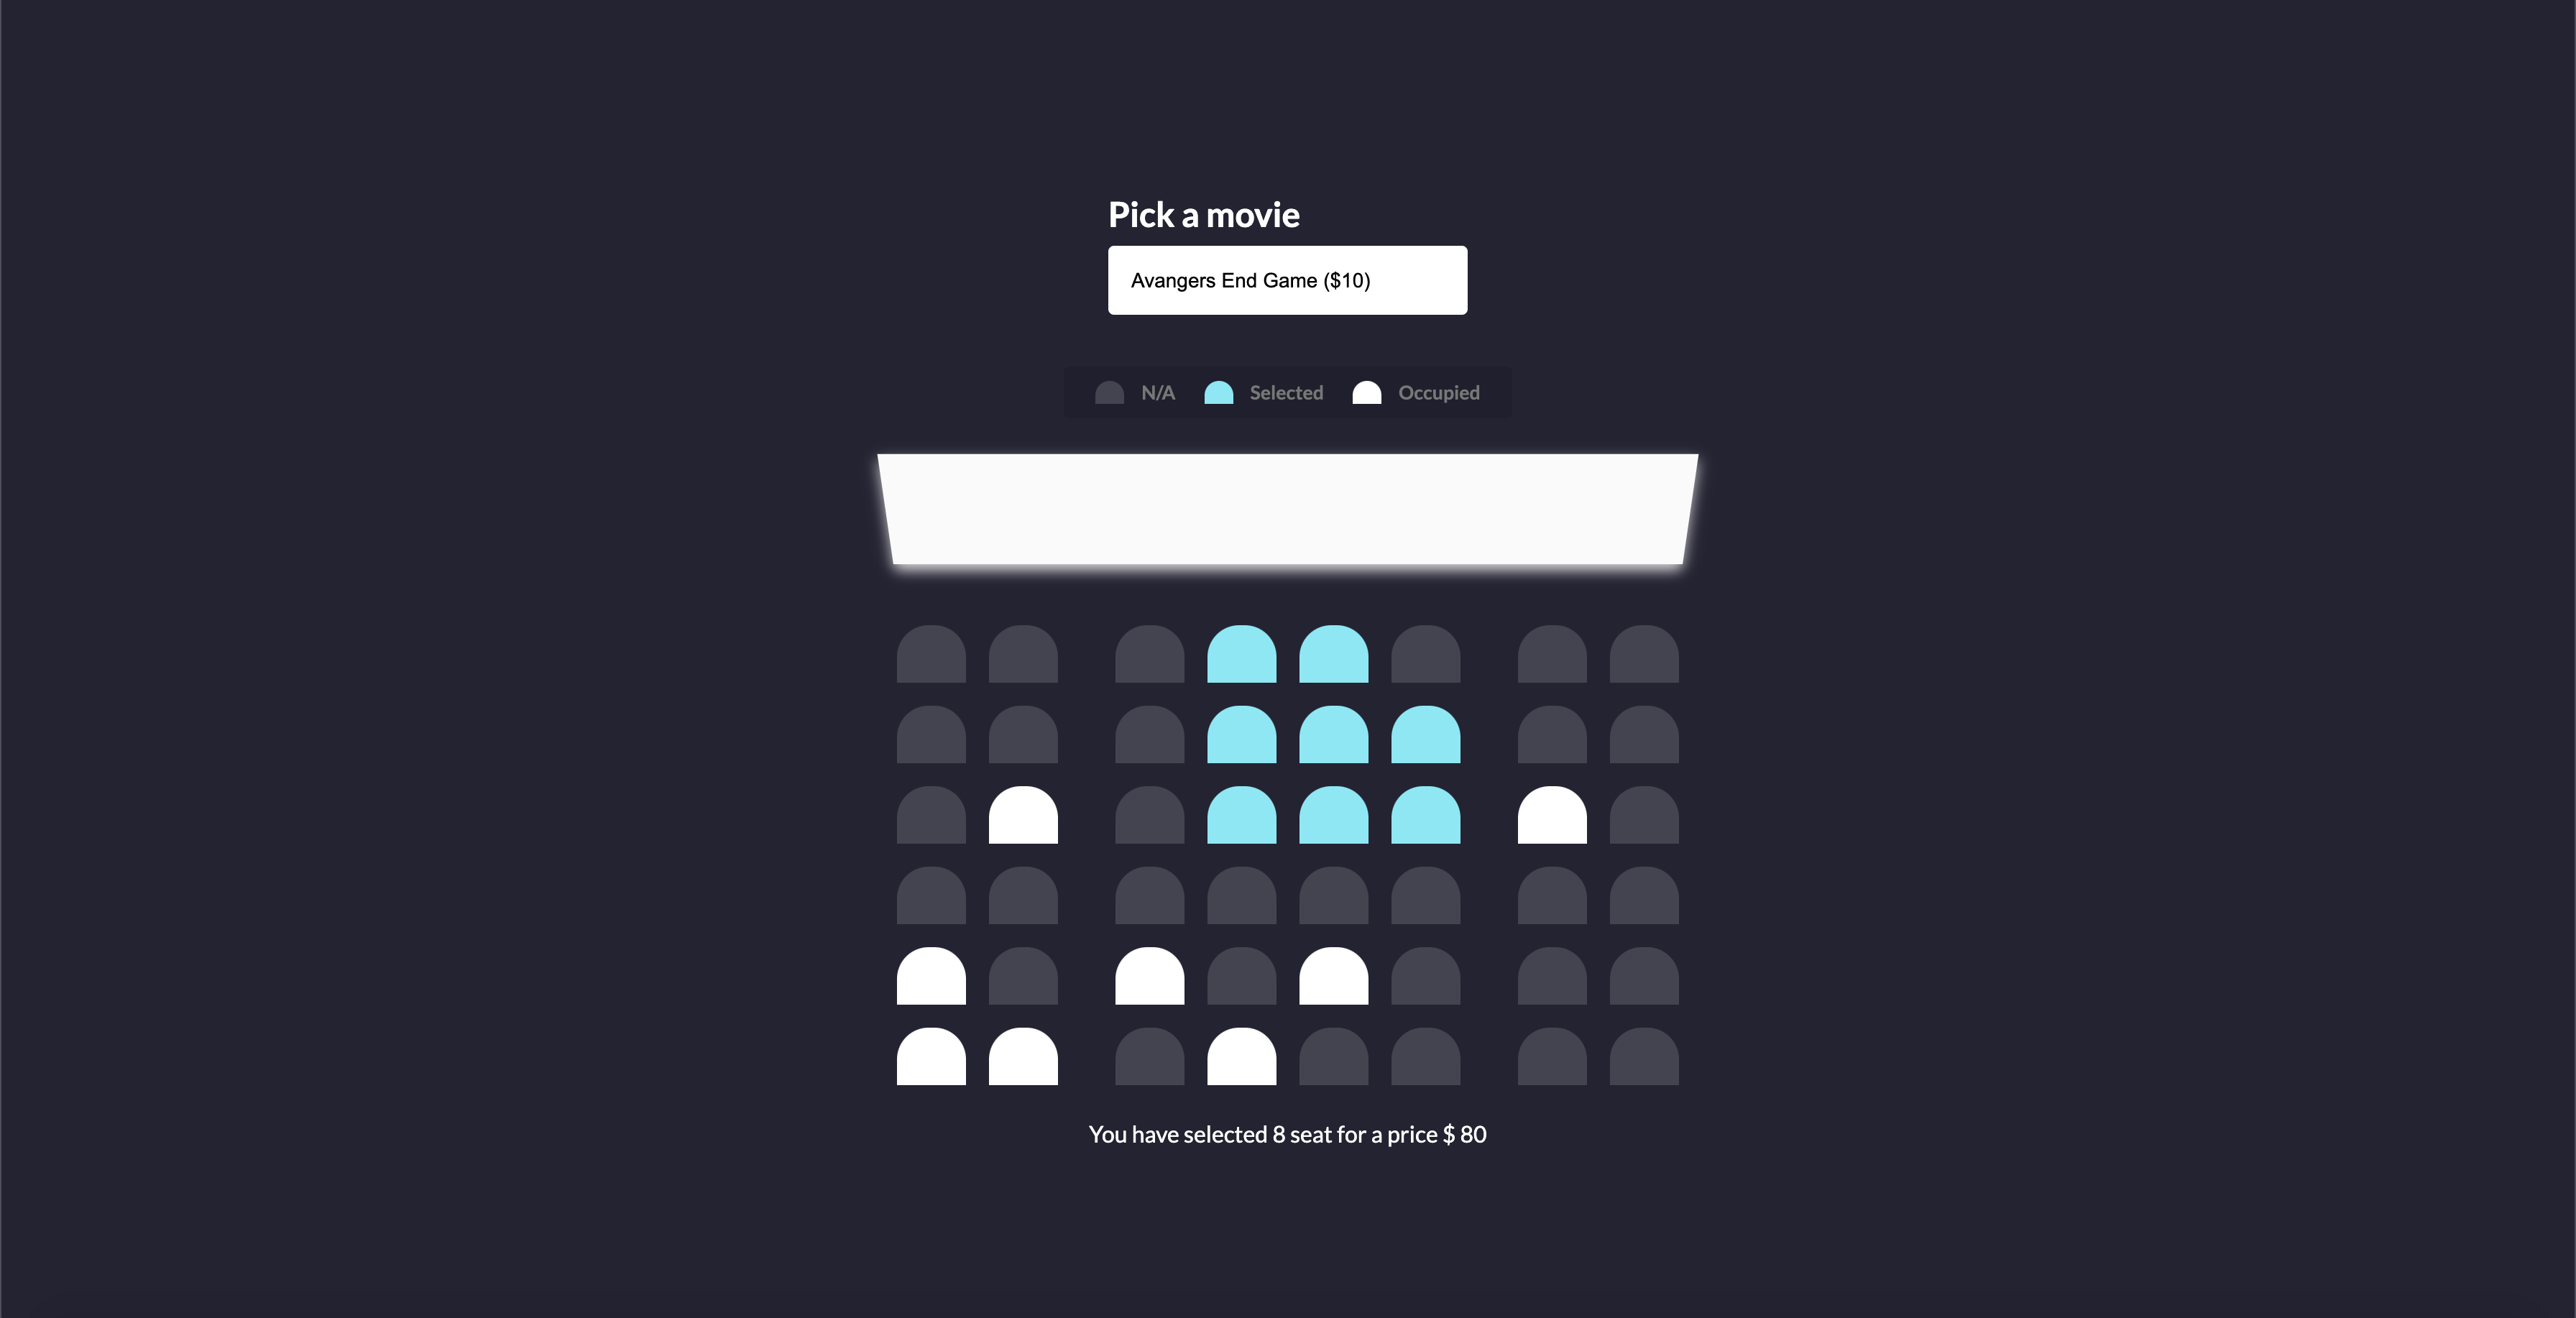 Pick a movie
Avangers End Game ($10)
N/A Selected Occupied
You have selected 8 seat for a price $ 80